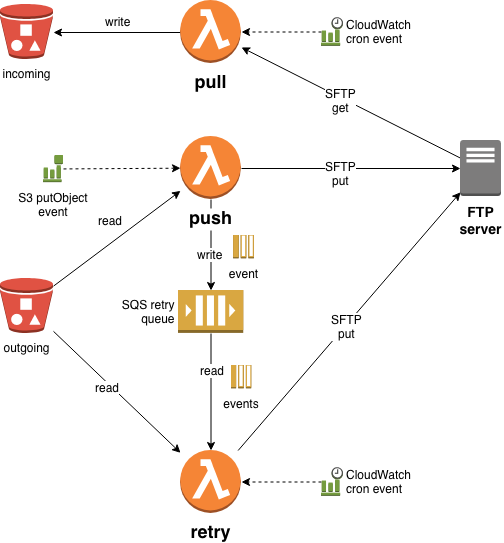 write
CloudWatch
cron event
incoming
pull
SFTP
get
S3 putObject
event
SFTP
put
push
FTP
server
read
write
event
SQS retry
queue
outgoing
SFTP
put
read
read
events
CloudWatch
cron event
retry